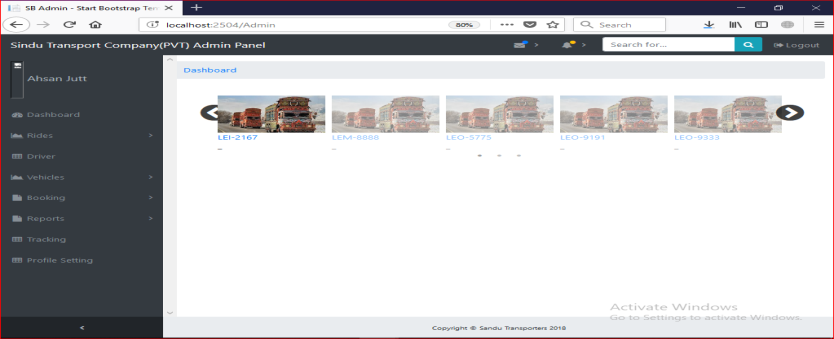 SB Admin - Start Bootstrap Ten
localhost:2504/Admin
80%
Search
Sindu Transport Company(PVT) Admin Panel
Search for...
Logout
Ahsan Jutt
Dashboard
Dashboard
Rides
Driver
Vehicles
Booking
Reports
Tracking
Profile Setting
LEI-2167
LEM-8888
LEO-5775
LEO-9191
LEO-9333
Activate Windows
Go to Settings to activate Windows.
Copyright © Sandu Transporters 2018